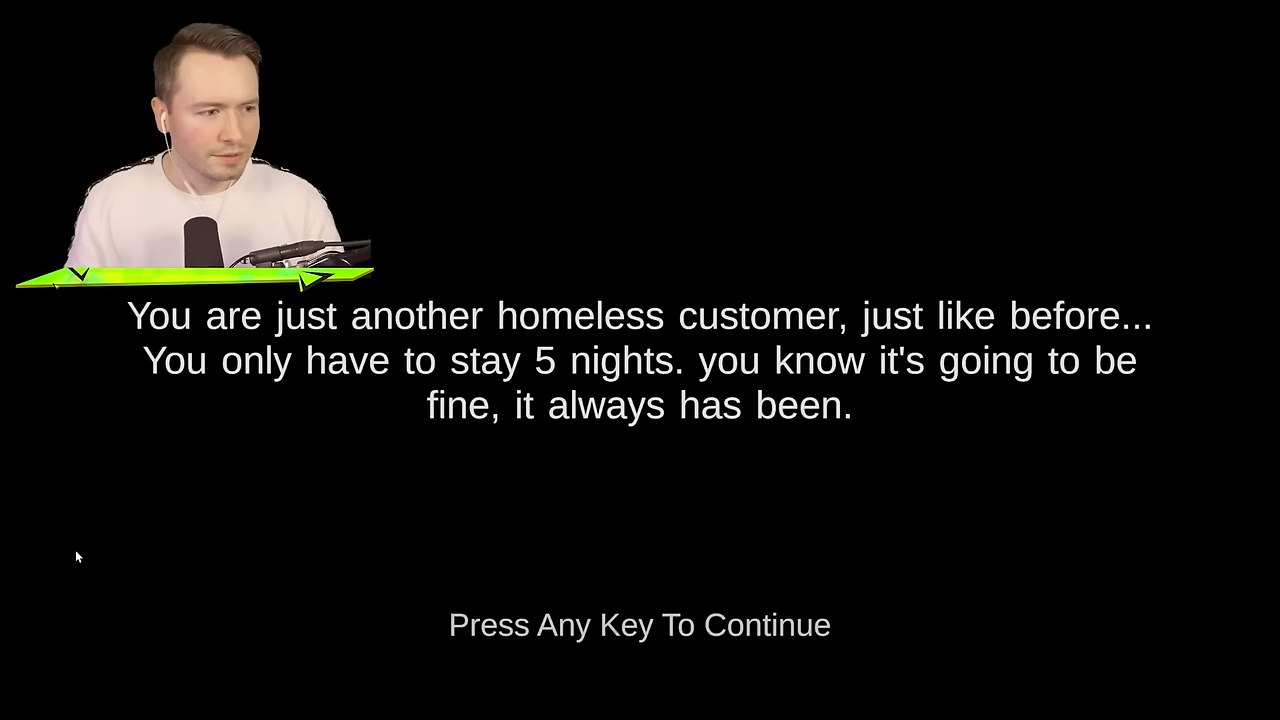 You are just another homeless customer, just like before...
You only have to stay 5 nights. you know it's going to be
fine, it always has been.
Press Any Key To Continue